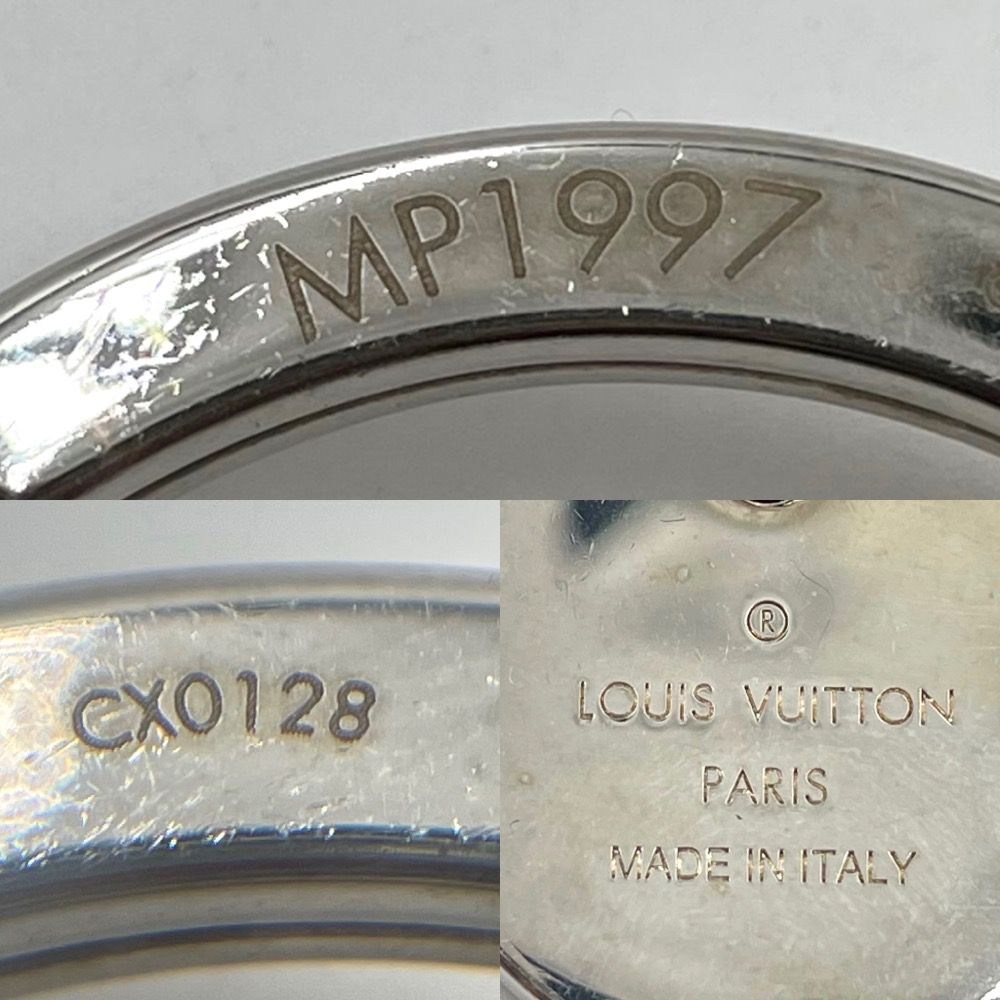 MP1997
CX0128
®
LOUIS VUITTON
PARIS
MADE IN ITALY